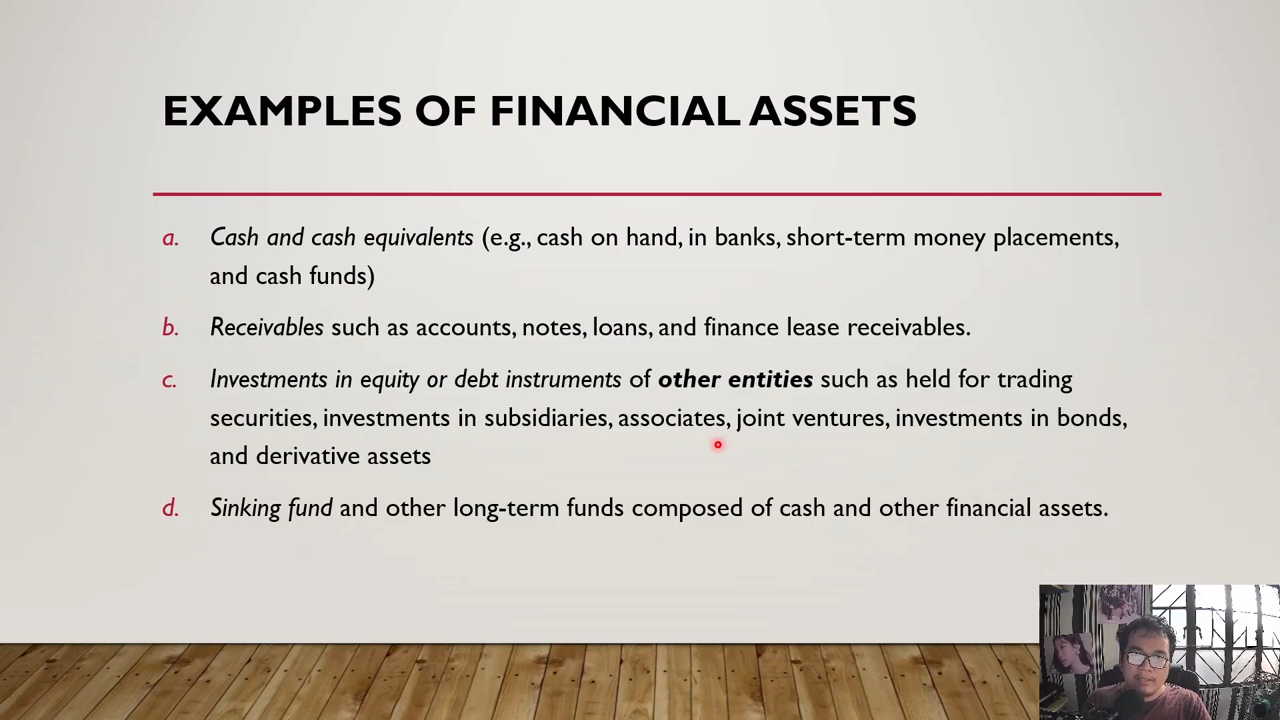 EXAMPLES OF FINANCIAL ASSETS
a. Cash and cash equivalents (e.g., cash on hand, in banks, short-term money placements,
and cash funds)
b. Receivables such as accounts, notes, loans, and finance lease receivables.
c. Investments in equity or debt instruments of other entities such as held for trading
securities, investments in subsidiaries, associates, joint ventures, investments in bonds,
and derivative assets
d. Sinking fund and other long-term funds composed of cash and other financial assets.